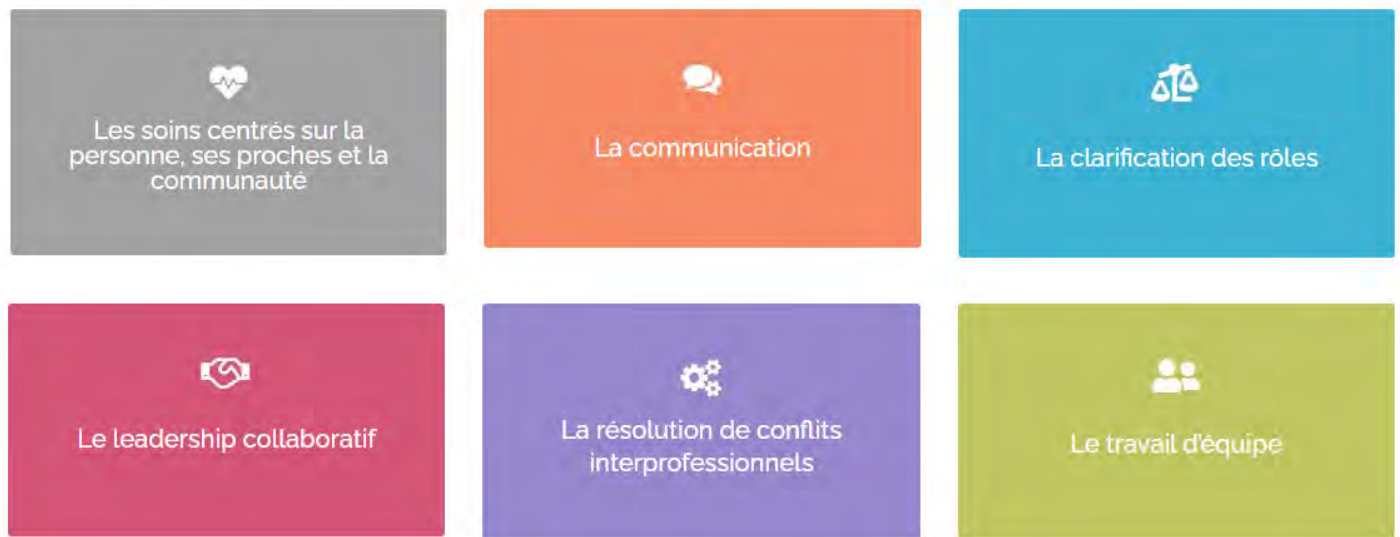 Les soins centrés sur la
personne, ses proches et la
communauté
La communication
La clarification des rôles
Le leadership collaboratif
La résolution de conflits
interprofessionnels
Le travail d'équipe